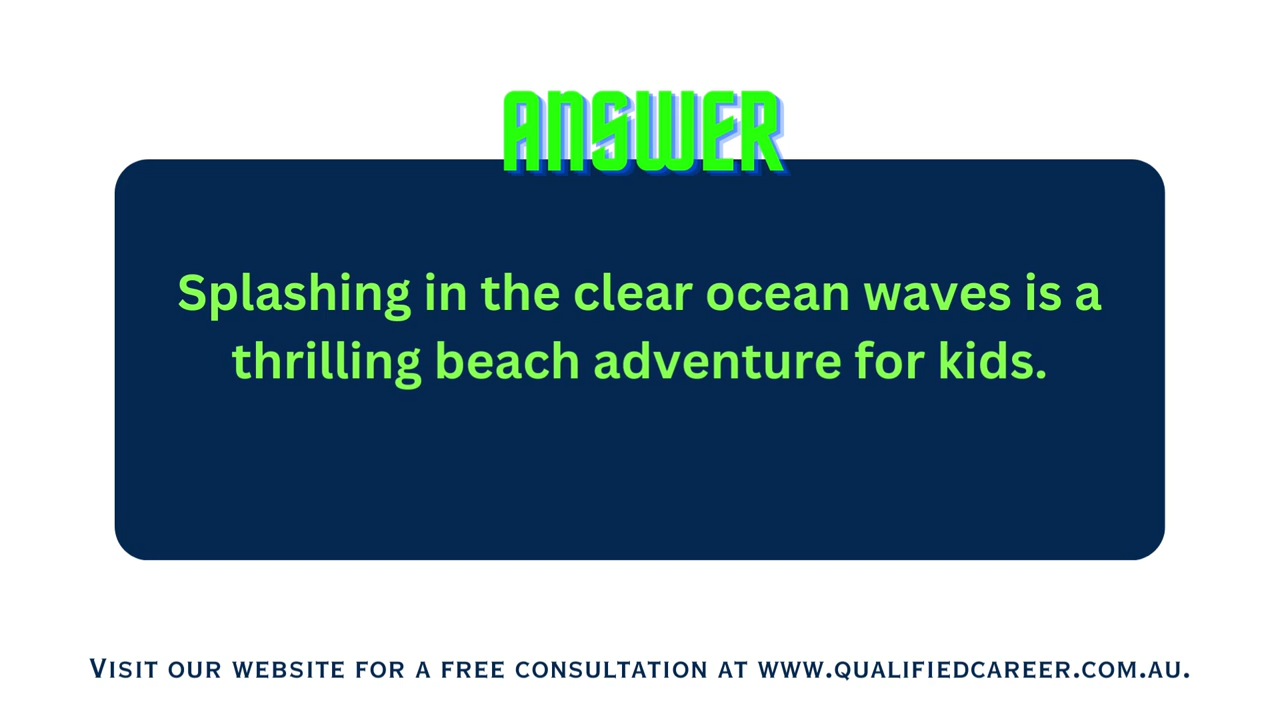 ANSWER
Splashing in the clear ocean waves is a
thrilling beach adventure for kids.
Visit our website for a free consultation at www.qualifiedcareer.com.au.